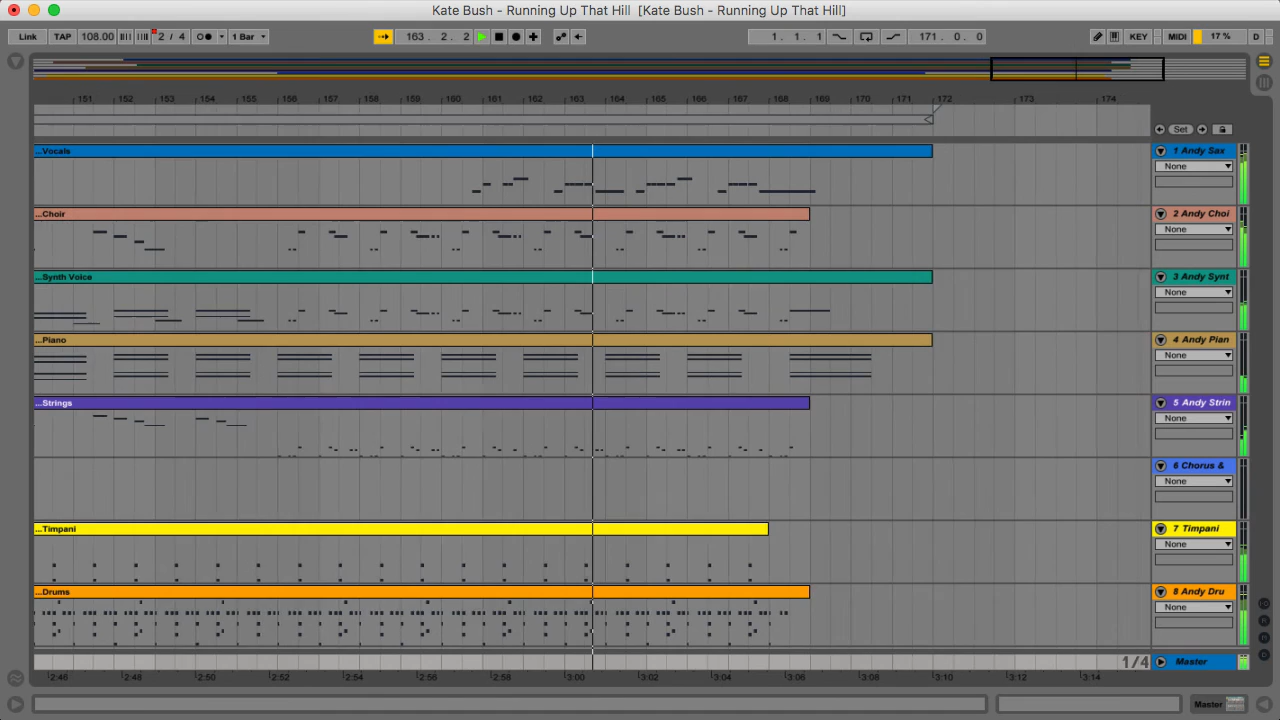 Kate Bush - Running Up That Hill  [Kate Bush - Running Up That Hill]
Link TAP 108.00 2 / 4 1 Bar 163. 2. 2 1. 1. 1 171. 0. 0 KEY MIDI 17 % D
151 152 153 154 155 156 157 158 159 160 161 162 163 164 165 166 167 168 169 170 171 172 173 174
Set
...Vocals 1 Andy Sax
None
...Choir 2 Andy Choi
None
...Synth Voice 3 Andy Synt
None
...Piano 4 Andy Pian
None
...Strings 5 Andy Strin
None
6 Chorus &
None
...Timpani 7 Timpani
None
...Drums 8 Andy Dru
None
1/4 Master
2:46 2:50 2:52 2:54 2:56 2:58 3:00 3:02 3:04 3:06 3:08 3:10 3:12 3:14
Master